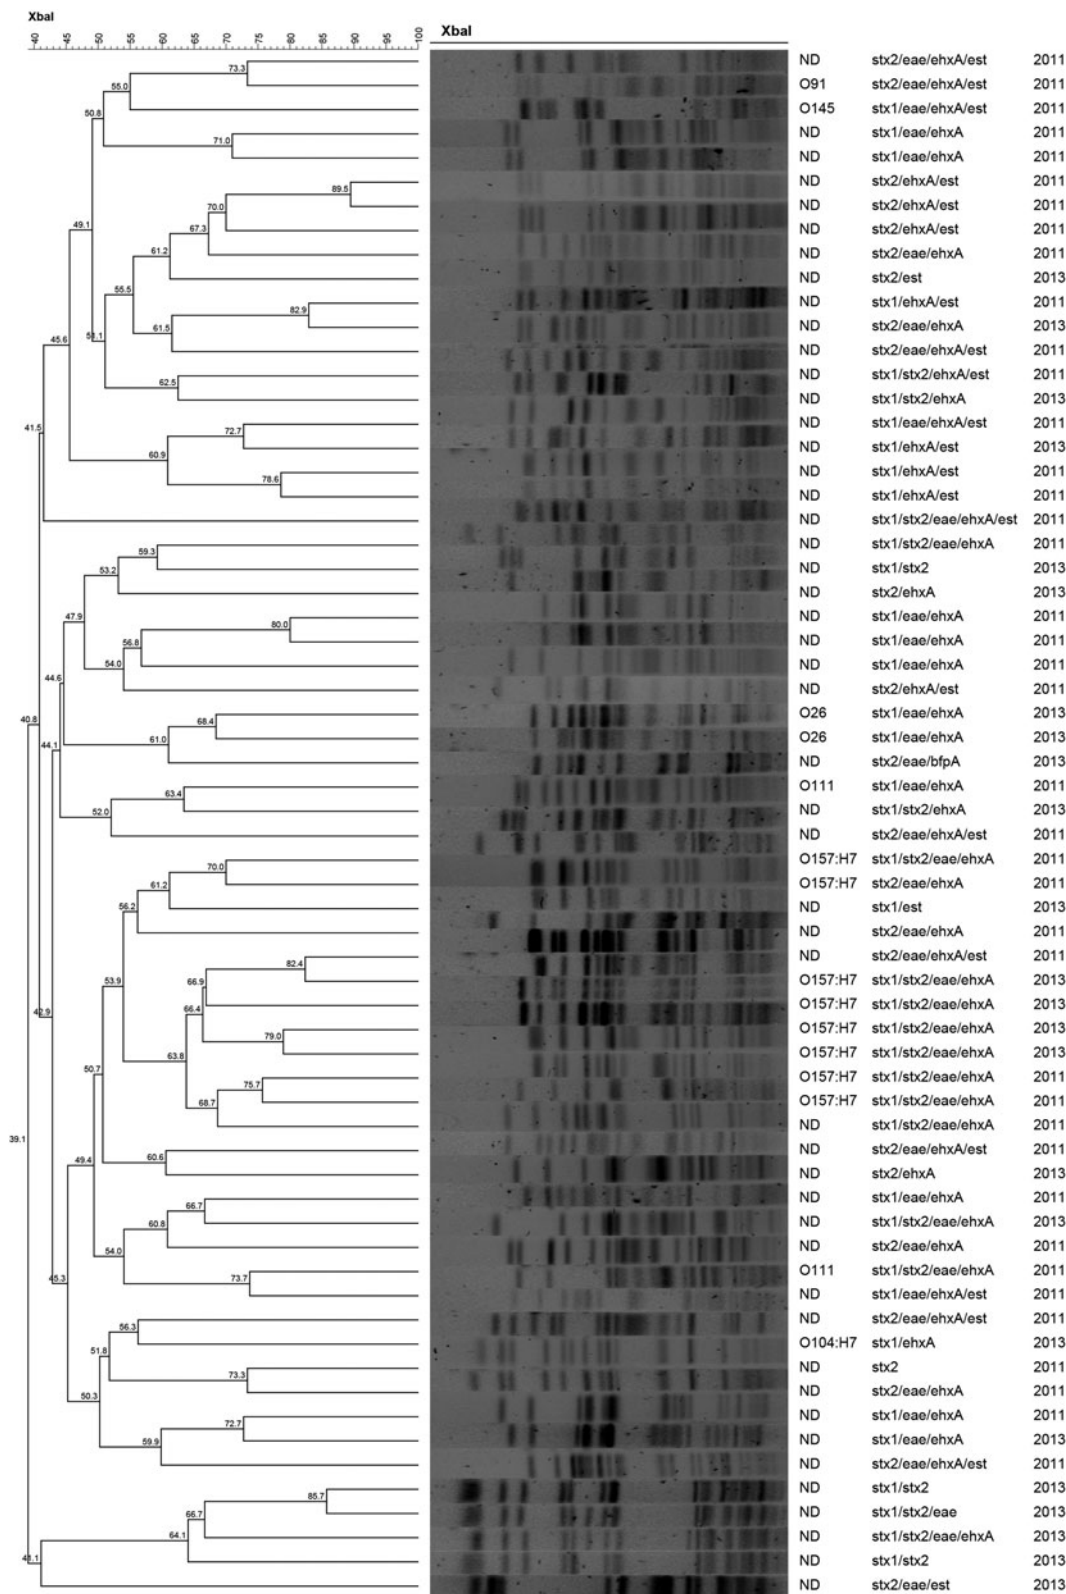 XbaI
XbaI
40 45 50 55 60 65 70 75 80 85 90 95 100
ND stx2/eae/ehxA/est 2011
73.3
O91 stx2/eae/ehxA/est 2011
55.0
O145 stx1/eae/ehxA/est 2011
50.8
ND stx1/eae/ehxA 2011
71.0
ND stx1/eae/ehxA 2011
ND stx2/ehxA/est 2011
89.5
ND stx2/ehxA/est 2011
70.0
49.1
ND stx2/ehxA/est 2011
67.3
ND stx2/eae/ehxA 2011
61.2
ND stx2/est 2013
55.5
ND stx1/ehxA/est 2011
82.9
ND stx2/eae/ehxA 2013
61.5
51.1
45.6
ND stx2/eae/ehxA/est 2011
ND stx1/stx2/ehxA/est 2011
62.5
ND stx1/stx2/ehxA 2013
ND stx1/eae/ehxA/est 2011
41.5
72.7
ND stx1/ehxA/est 2013
60.9
ND stx1/ehxA/est 2011
78.6
ND stx1/ehxA/est 2011
ND stx1/stx2/eae/ehxA/est 2011
ND stx1/stx2/eae/ehxA 2011
59.3
ND stx1/stx2 2013
53.2
ND stx2/ehxA 2013
47.9
ND stx1/eae/ehxA 2011
80.0
ND stx1/eae/ehxA 2011
56.8
54.0
ND stx1/eae/ehxA 2011
44.6
ND stx2/ehxA/est 2011
40.8
O26 stx1/eae/ehxA 2013
68.4
O26 stx1/eae/ehxA 2013
61.0
44.1
ND stx2/eae/bfpA 2013
O111 stx1/eae/ehxA 2011
63.4
ND stx1/stx2/ehxA 2013
52.0
ND stx2/eae/ehxA/est 2011
O157:H7 stx1/stx2/eae/ehxA 2011
70.0
O157:H7 stx2/eae/ehxA 2011
61.2
ND stx1/est 2013
56.2
ND stx2/eae/ehxA 2011
ND stx2/eae/ehxA/est 2011
82.4
O157:H7 stx1/stx2/eae/ehxA 2013
66.9
53.9
O157:H7 stx1/stx2/eae/ehxA 2013
66.4
42.9
O157:H7 stx1/stx2/eae/ehxA 2013
79.0
O157:H7 stx1/stx2/eae/ehxA 2013
63.8
50.7
O157:H7 stx1/stx2/eae/ehxA 2011
75.7
O157:H7 stx1/stx2/eae/ehxA 2011
68.7
ND stx1/stx2/eae/ehxA 2011
39.1
ND stx2/eae/ehxA/est 2011
60.6
49.4
ND stx2/ehxA 2013
ND stx1/eae/ehxA 2011
66.7
ND stx1/stx2/eae/ehxA 2013
60.8
ND stx2/eae/ehxA 2011
54.0
O111 stx1/stx2/eae/ehxA 2011
73.7
45.3
ND stx1/eae/ehxA/est 2011
ND stx2/eae/ehxA/est 2011
56.3
O104:H7 stx1/ehxA 2013
51.8
ND stx2 2011
73.3
ND stx2/eae/ehxA 2011
50.3
ND stx1/eae/ehxA 2011
72.7
ND stx1/eae/ehxA 2013
59.9
ND stx2/eae/ehxA/est 2011
ND stx1/stx2 2013
85.7
ND stx1/stx2/eae 2013
66.7
ND stx1/stx2/eae/ehxA 2013
64.1
ND stx1/stx2 2013
41.1
ND stx2/eae/est 2013